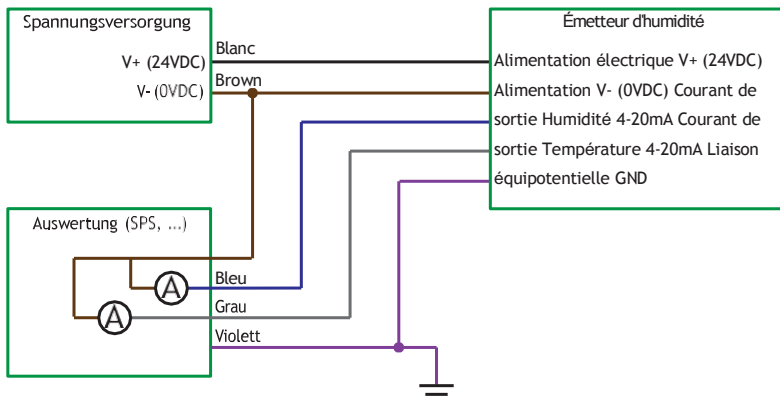 Spannungsversorgung
V+ (24VDC)
V- (0VDC)
Blanc
Brown
Émetteur d'humidité
Alimentation électrique V+ (24VDC)
Alimentation V- (0VDC) Courant de
sortie Humidité 4-20mA Courant de
sortie Température 4-20mA Liaison
équipotentielle GND
Auswertung (SPS, ...)
A
A
Bleu
Grau
Violett